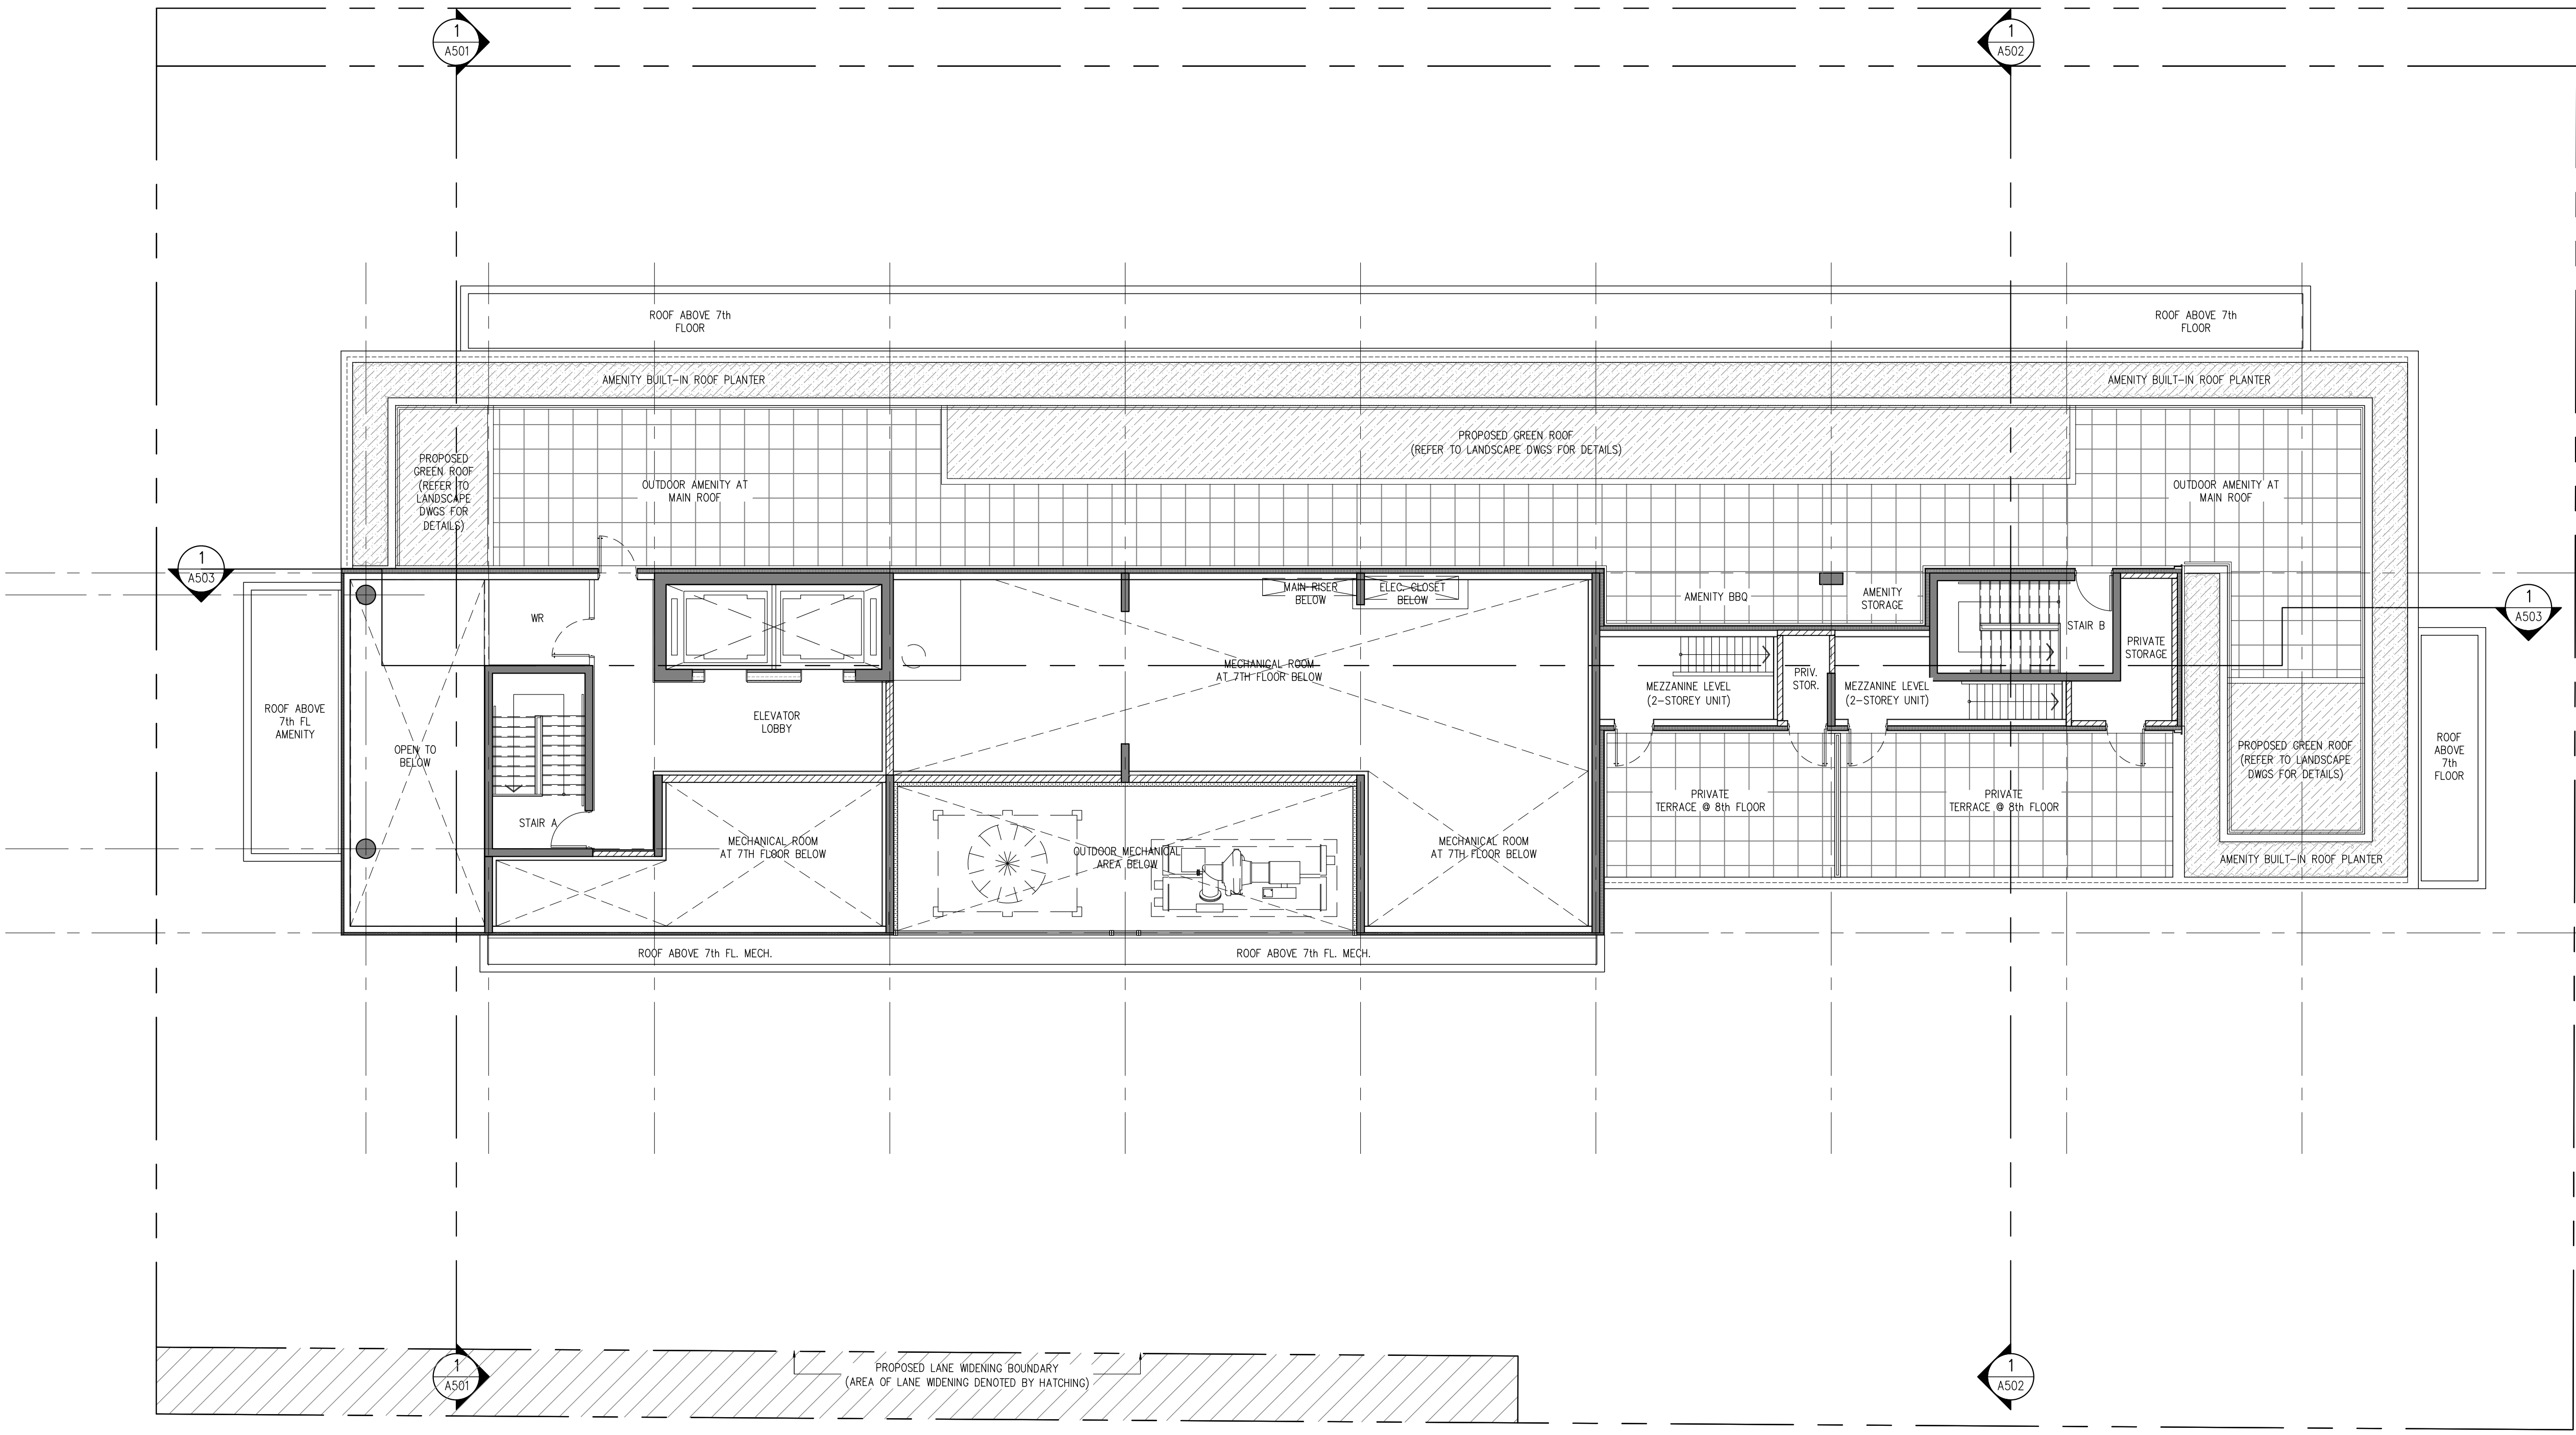 1
A501
1
A502
ROOF ABOVE 7th
FLOOR
ROOF ABOVE 7th
FLOOR
AMENITY BUILT-IN ROOF PLANTER
AMENITY BUILT-IN ROOF PLANTER
PROPOSED
GREEN ROOF
(REFER TO
LANDSCAPE
DWGS FOR
DETAILS)
OUTDOOR AMENITY AT
MAIN ROOF
PROPOSED GREEN ROOF
(REFER TO LANDSCAPE DWGS FOR DETAILS)
OUTDOOR AMENITY AT
MAIN ROOF
1
A503
1
A503
WR
MAIN RISER
BELOW
ELEC. CLOSET
BELOW
AMENITY BBQ
AMENITY
STORAGE
STAIR B
PRIVATE
STORAGE
MECHANICAL ROOM
AT 7TH FLOOR BELOW
MEZZANINE LEVEL
(2-STOREY UNIT)
PRIV.
STOR.
MEZZANINE LEVEL
(2-STOREY UNIT)
ROOF ABOVE
7th FL
AMENITY
OPEN TO
BELOW
ELEVATOR
LOBBY
PROPOSED GREEN ROOF
(REFER TO LANDSCAPE
DWGS FOR DETAILS)
ROOF
ABOVE
7th
FLOOR
STAIR A
PRIVATE
TERRACE @ 8th FLOOR
PRIVATE
TERRACE @ 8th FLOOR
MECHANICAL ROOM
AT 7TH FLOOR BELOW
OUTDOOR MECHANICAL
AREA BELOW
MECHANICAL ROOM
AT 7TH FLOOR BELOW
AMENITY BUILT-IN ROOF PLANTER
ROOF ABOVE 7th FL. MECH.
ROOF ABOVE 7th FL. MECH.
PROPOSED LANE WIDENING BOUNDARY
(AREA OF LANE WIDENING DENOTED BY HATCHING)
1
A501
1
A502